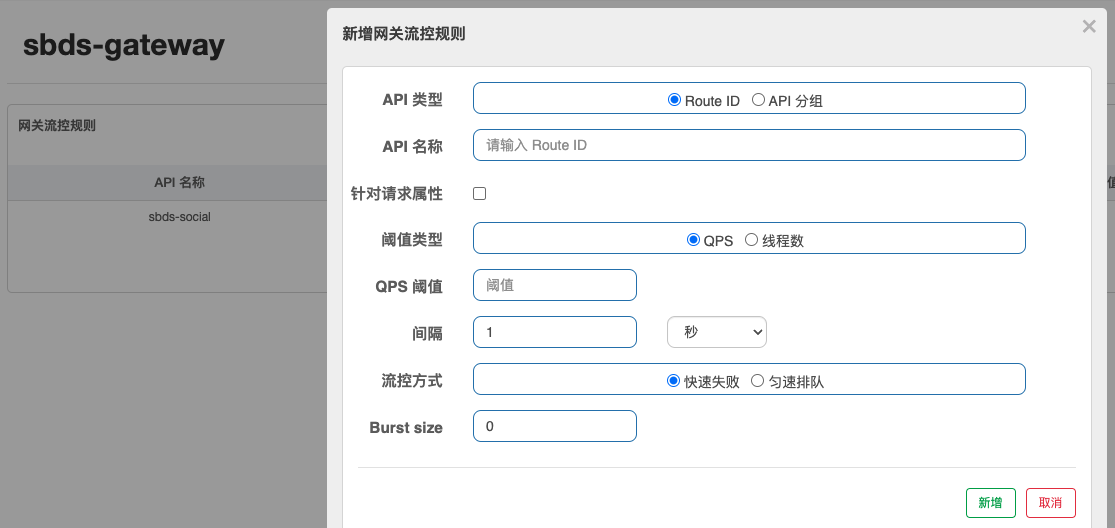 sbds-gateway
网关流控规则
API 名称
sbds-social
新增网关流控规则
×
API 类型
Route ID API 分组
API 名称
请输入 Route ID
针对请求属性
阈值类型
QPS 线程数
QPS 阈值
阈值
间隔
1
秒
流控方式
快速失败 匀速排队
Burst size
0
新增
取消